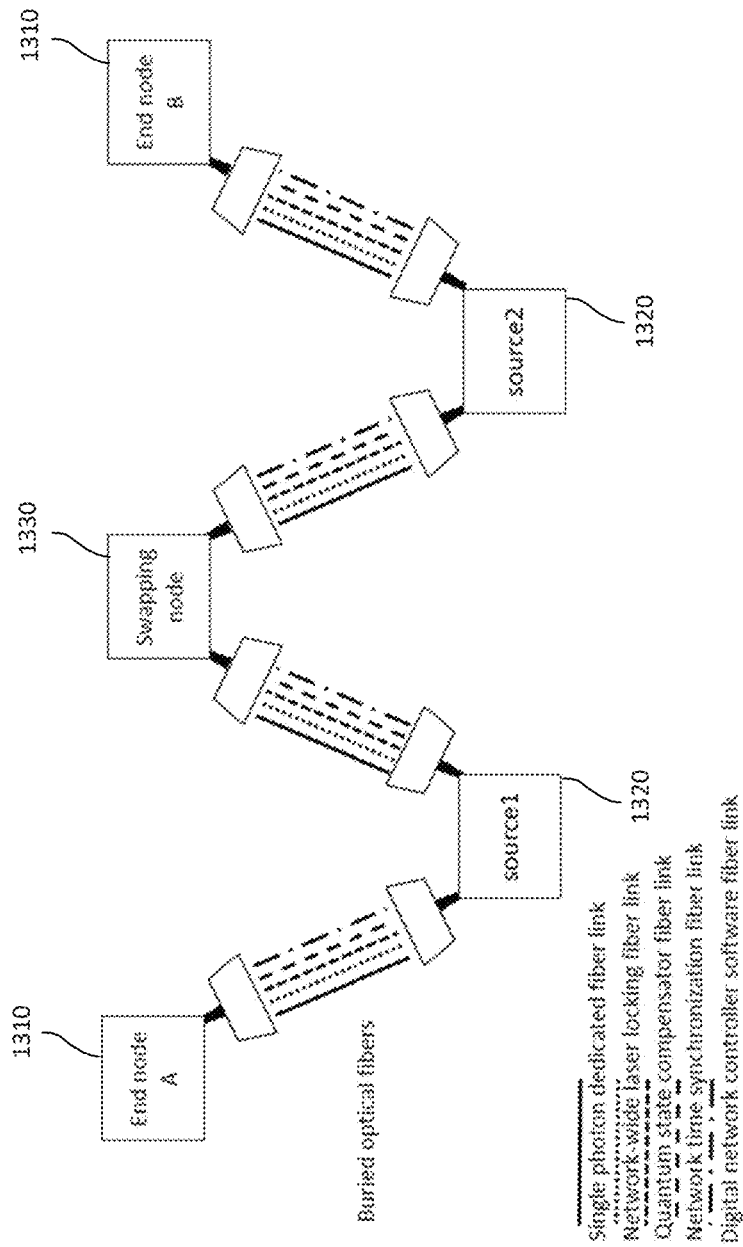 1310
End node
A
1330
Swapping
node
1310
End node
B
source1
1320
source2
1320
Buried optical fibers
Single photon dedicated fiber link
Network-wide laser locking fiber link
Quantum state compensator fiber link
Network time synchronization fiber link
Digital network controller software fiber link